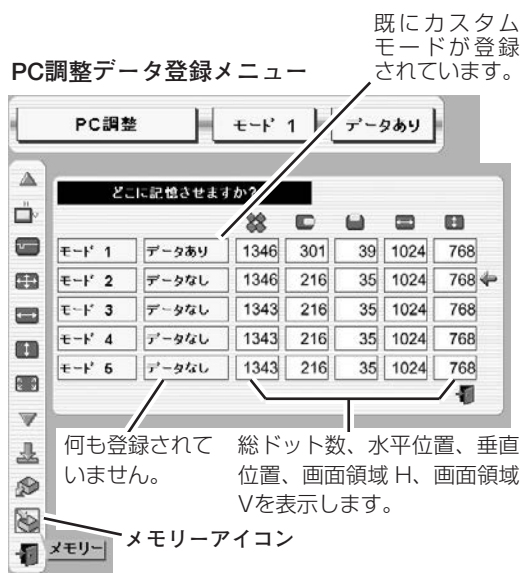 既にカスタム
モードが登録
されています。
PC調整データ登録メニュー
PC調整 モード 1 データあり
どこに記憶させますか?
モード 1 データあり 1346 301 39 1024 768
モード 2 データなし 1346 216 35 1024 768
モード 3 データなし 1343 216 35 1024 768
モード 4 データなし 1343 216 35 1024 768
モード 5 データなし 1343 216 35 1024 768
何も登録されて
いません。
総ドット数、水平位置、垂直
位置、画面領域 H、画面領域
Vを表示します。
メモリーアイコン
メモリー